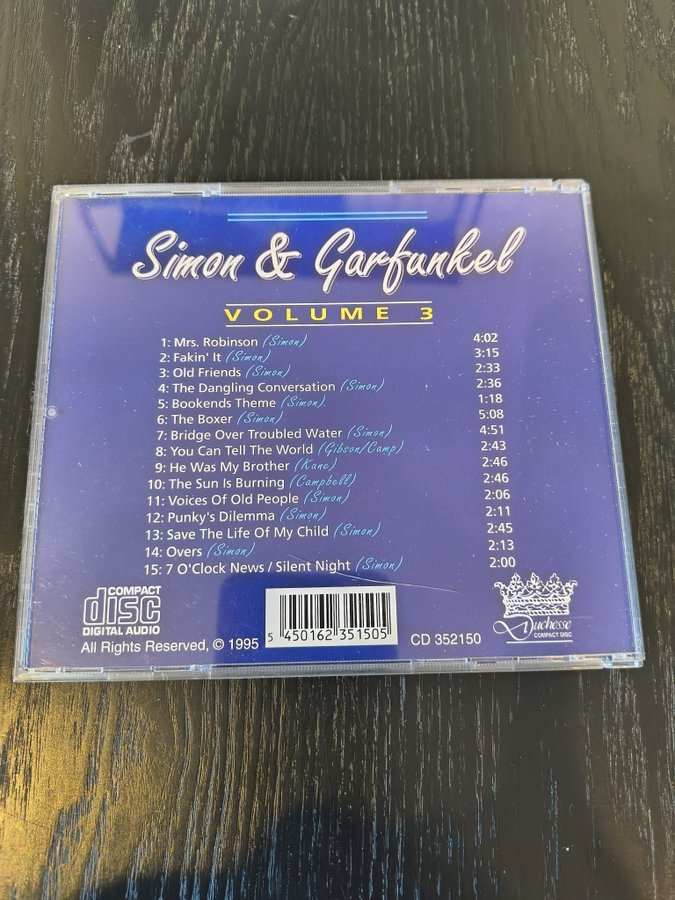 Simon & Garfunkel
VOLUME 3
1: Mrs. Robinson (Simon) 4:02
2: Fakin' It (Simon) 3:15
3: Old Friends (Simon) 2:33
4: The Dangling Conversation (Simon) 2:36
5: Bookends Theme (Simon) 1:18
6: The Boxer (Simon) 5:08
7: Bridge Over Troubled Water (Simon) 4:51
8: You Can Tell The World (Gibson/Camp) 2:43
9: He Was My Brother (Kane) 2:46
10: The Sun Is Burning (Campbell) 2:46
11: Voices Of Old People (Simon) 2:06
12: Punky's Dilemma (Simon) 2:11
13: Save The Life Of My Child (Simon) 2:45
14: Overs (Simon) 2:13
15: 7 O'Clock News / Silent Night (Simon) 2:00
COMPACT
disc
DIGITAL AUDIO
All Rights Reserved, © 1995
5 450162 351505
CD 352150
Duchesse
COMPACT DISC